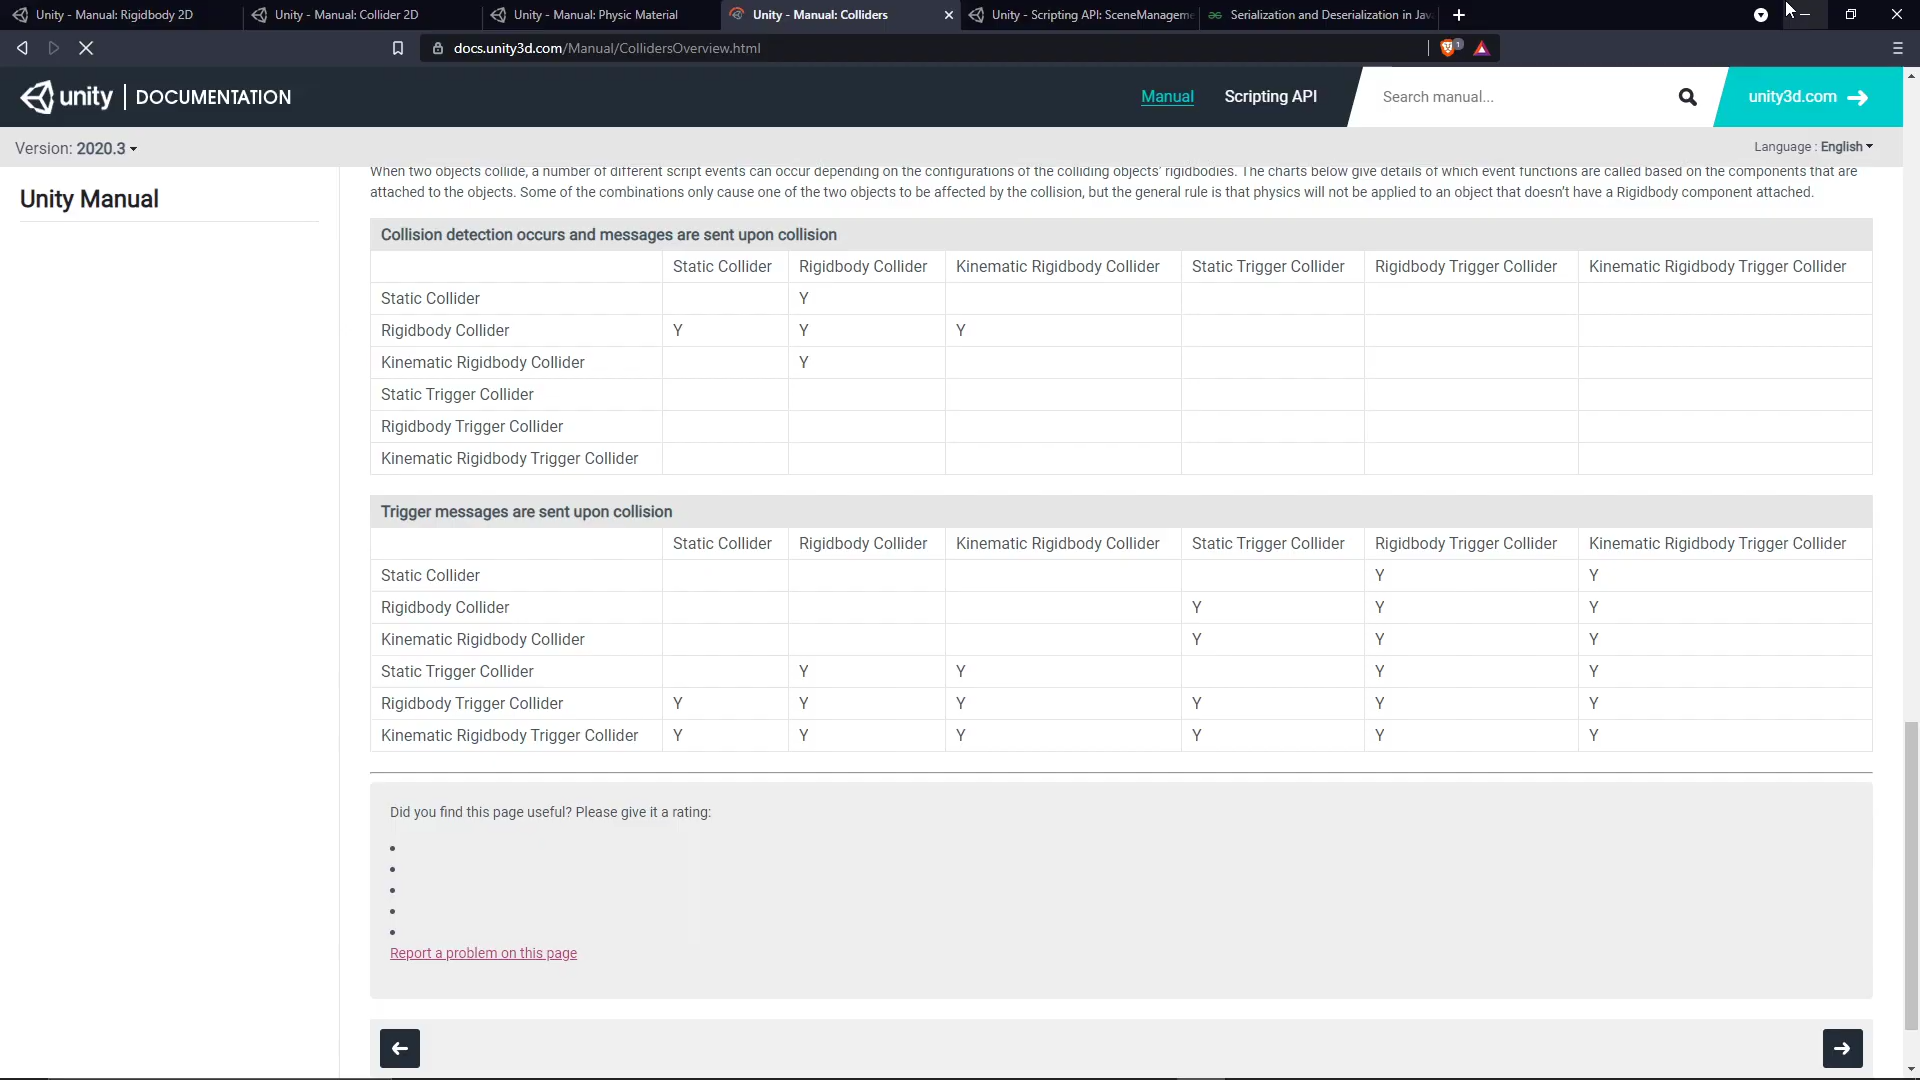 Unity - Manual: Rigidbody 2D
Unity - Manual: Collider 2D
Unity - Manual: Physic Material
Unity - Manual: Colliders
Unity - Scripting API: SceneManageme
Serialization and Deserialization in Jav
docs.unity3d.com/Manual/CollidersOverview.html
1
unity | DOCUMENTATION
Manual
Scripting API
Search manual...
unity3d.com
Version: 2020.3
Language : English
Unity Manual
When two objects collide, a number of different script events can occur depending on the configurations of the colliding objects' rigidbodies. The charts below give details of which event functions are called based on the components that are
attached to the objects. Some of the combinations only cause one of the two objects to be affected by the collision, but the general rule is that physics will not be applied to an object that doesn't have a Rigidbody component attached.
Collision detection occurs and messages are sent upon collision
Static Collider Rigidbody Collider Kinematic Rigidbody Collider Static Trigger Collider Rigidbody Trigger Collider Kinematic Rigidbody Trigger Collider
Static Collider Y
Rigidbody Collider Y Y Y
Kinematic Rigidbody Collider Y
Static Trigger Collider
Rigidbody Trigger Collider
Kinematic Rigidbody Trigger Collider
Trigger messages are sent upon collision
Static Collider Rigidbody Collider Kinematic Rigidbody Collider Static Trigger Collider Rigidbody Trigger Collider Kinematic Rigidbody Trigger Collider
Static Collider Y Y
Rigidbody Collider Y Y Y
Kinematic Rigidbody Collider Y Y Y
Static Trigger Collider Y Y Y Y
Rigidbody Trigger Collider Y Y Y Y Y Y
Kinematic Rigidbody Trigger Collider Y Y Y Y Y Y
Did you find this page useful? Please give it a rating:
Report a problem on this page